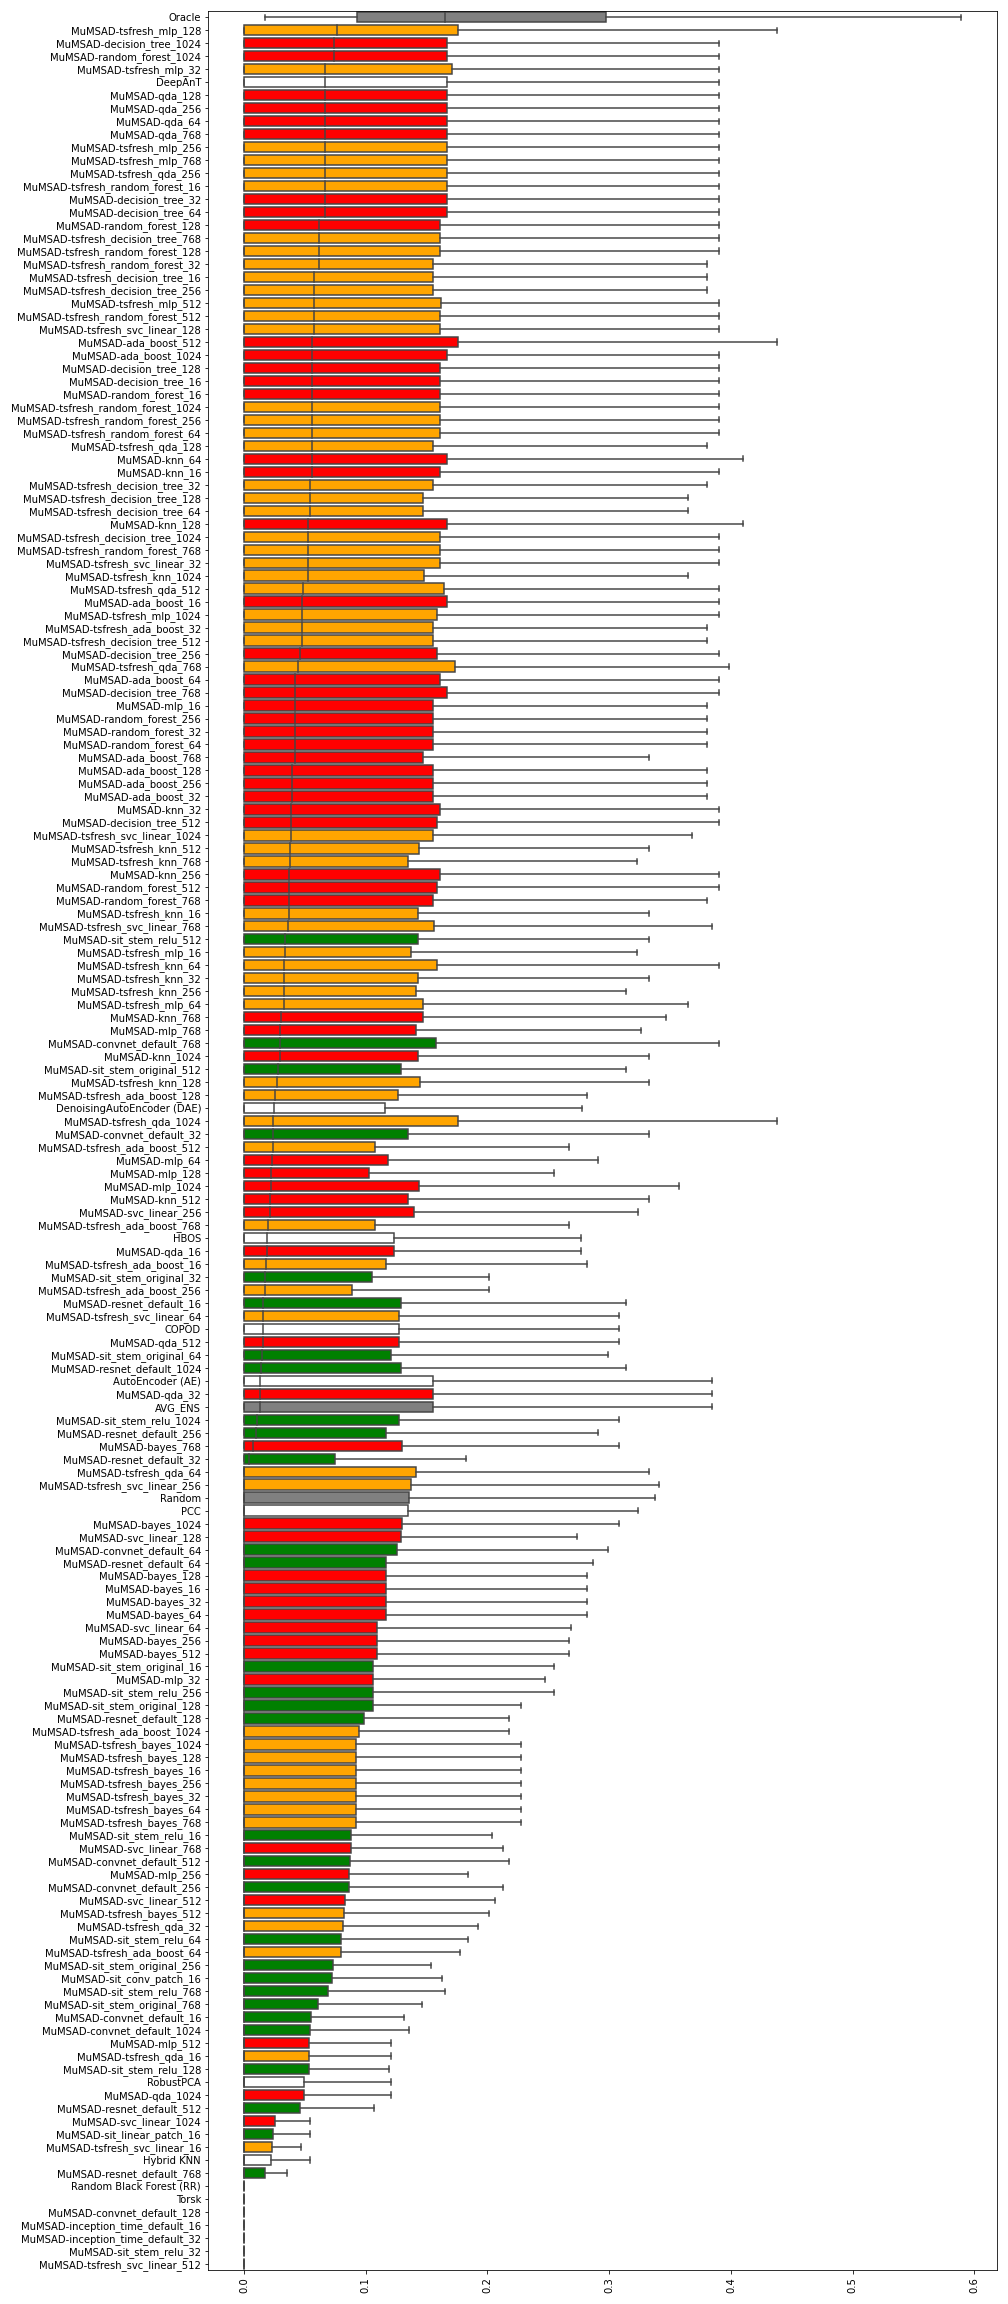 Oracle
MuMSAD-tsfresh_mlp_128
MuMSAD-decision_tree_1024
MuMSAD-random_forest_1024
MuMSAD-tsfresh_mlp_32
DeepAnT
MuMSAD-qda_128
MuMSAD-qda_256
MuMSAD-qda_64
MuMSAD-qda_768
MuMSAD-tsfresh_mlp_256
MuMSAD-tsfresh_mlp_768
MuMSAD-tsfresh_qda_256
MuMSAD-tsfresh_random_forest_16
MuMSAD-decision_tree_32
MuMSAD-decision_tree_64
MuMSAD-random_forest_128
MuMSAD-tsfresh_decision_tree_768
MuMSAD-tsfresh_random_forest_128
MuMSAD-tsfresh_random_forest_32
MuMSAD-tsfresh_decision_tree_16
MuMSAD-tsfresh_decision_tree_256
MuMSAD-tsfresh_mlp_512
MuMSAD-tsfresh_random_forest_512
MuMSAD-tsfresh_svc_linear_128
MuMSAD-ada_boost_512
MuMSAD-ada_boost_1024
MuMSAD-decision_tree_128
MuMSAD-decision_tree_16
MuMSAD-random_forest_16
MuMSAD-tsfresh_random_forest_1024
MuMSAD-tsfresh_random_forest_256
MuMSAD-tsfresh_random_forest_64
MuMSAD-tsfresh_qda_128
MuMSAD-knn_64
MuMSAD-knn_16
MuMSAD-tsfresh_decision_tree_32
MuMSAD-tsfresh_decision_tree_128
MuMSAD-tsfresh_decision_tree_64
MuMSAD-knn_128
MuMSAD-tsfresh_decision_tree_1024
MuMSAD-tsfresh_random_forest_768
MuMSAD-tsfresh_svc_linear_32
MuMSAD-tsfresh_knn_1024
MuMSAD-tsfresh_qda_512
MuMSAD-ada_boost_16
MuMSAD-tsfresh_mlp_1024
MuMSAD-tsfresh_ada_boost_32
MuMSAD-tsfresh_decision_tree_512
MuMSAD-decision_tree_256
MuMSAD-tsfresh_qda_768
MuMSAD-ada_boost_64
MuMSAD-decision_tree_768
MuMSAD-mlp_16
MuMSAD-random_forest_256
MuMSAD-random_forest_32
MuMSAD-random_forest_64
MuMSAD-ada_boost_768
MuMSAD-ada_boost_128
MuMSAD-ada_boost_256
MuMSAD-ada_boost_32
MuMSAD-knn_32
MuMSAD-decision_tree_512
MuMSAD-tsfresh_svc_linear_1024
MuMSAD-tsfresh_knn_512
MuMSAD-tsfresh_knn_768
MuMSAD-knn_256
MuMSAD-random_forest_512
MuMSAD-random_forest_768
MuMSAD-tsfresh_knn_16
MuMSAD-tsfresh_svc_linear_768
MuMSAD-sit_stem_relu_512
MuMSAD-tsfresh_mlp_16
MuMSAD-tsfresh_knn_64
MuMSAD-tsfresh_knn_32
MuMSAD-tsfresh_knn_256
MuMSAD-tsfresh_mlp_64
MuMSAD-knn_768
MuMSAD-mlp_768
MuMSAD-convnet_default_768
MuMSAD-knn_1024
MuMSAD-sit_stem_original_512
MuMSAD-tsfresh_knn_128
MuMSAD-tsfresh_ada_boost_128
DenoisingAutoEncoder (DAE)
MuMSAD-tsfresh_qda_1024
MuMSAD-convnet_default_32
MuMSAD-tsfresh_ada_boost_512
MuMSAD-mlp_64
MuMSAD-mlp_128
MuMSAD-mlp_1024
MuMSAD-knn_512
MuMSAD-svc_linear_256
MuMSAD-tsfresh_ada_boost_768
HBOS
MuMSAD-qda_16
MuMSAD-tsfresh_ada_boost_16
MuMSAD-sit_stem_original_32
MuMSAD-tsfresh_ada_boost_256
MuMSAD-resnet_default_16
MuMSAD-tsfresh_svc_linear_64
COPOD
MuMSAD-qda_512
MuMSAD-sit_stem_original_64
MuMSAD-resnet_default_1024
AutoEncoder (AE)
MuMSAD-qda_32
AVG_ENS
MuMSAD-sit_stem_relu_1024
MuMSAD-resnet_default_256
MuMSAD-bayes_768
MuMSAD-resnet_default_32
MuMSAD-tsfresh_qda_64
MuMSAD-tsfresh_svc_linear_256
Random
PCC
MuMSAD-bayes_1024
MuMSAD-svc_linear_128
MuMSAD-convnet_default_64
MuMSAD-resnet_default_64
MuMSAD-bayes_128
MuMSAD-bayes_16
MuMSAD-bayes_32
MuMSAD-bayes_64
MuMSAD-svc_linear_64
MuMSAD-bayes_256
MuMSAD-bayes_512
MuMSAD-sit_stem_original_16
MuMSAD-mlp_32
MuMSAD-sit_stem_relu_256
MuMSAD-sit_stem_original_128
MuMSAD-resnet_default_128
MuMSAD-tsfresh_ada_boost_1024
MuMSAD-tsfresh_bayes_1024
MuMSAD-tsfresh_bayes_128
MuMSAD-tsfresh_bayes_16
MuMSAD-tsfresh_bayes_256
MuMSAD-tsfresh_bayes_32
MuMSAD-tsfresh_bayes_64
MuMSAD-tsfresh_bayes_768
MuMSAD-sit_stem_relu_16
MuMSAD-svc_linear_768
MuMSAD-convnet_default_512
MuMSAD-mlp_256
MuMSAD-convnet_default_256
MuMSAD-svc_linear_512
MuMSAD-tsfresh_bayes_512
MuMSAD-tsfresh_qda_32
MuMSAD-sit_stem_relu_64
MuMSAD-tsfresh_ada_boost_64
MuMSAD-sit_stem_original_256
MuMSAD-sit_conv_patch_16
MuMSAD-sit_stem_relu_768
MuMSAD-sit_stem_original_768
MuMSAD-convnet_default_16
MuMSAD-convnet_default_1024
MuMSAD-mlp_512
MuMSAD-tsfresh_qda_16
MuMSAD-sit_stem_relu_128
RobustPCA
MuMSAD-qda_1024
MuMSAD-resnet_default_512
MuMSAD-svc_linear_1024
MuMSAD-sit_linear_patch_16
MuMSAD-tsfresh_svc_linear_16
Hybrid KNN
MuMSAD-resnet_default_768
Random Black Forest (RR)
Torsk
MuMSAD-convnet_default_128
MuMSAD-inception_time_default_16
MuMSAD-inception_time_default_32
MuMSAD-sit_stem_relu_32
MuMSAD-tsfresh_svc_linear_512
0.0
0.1
0.2
0.3
0.4
0.5
0.6